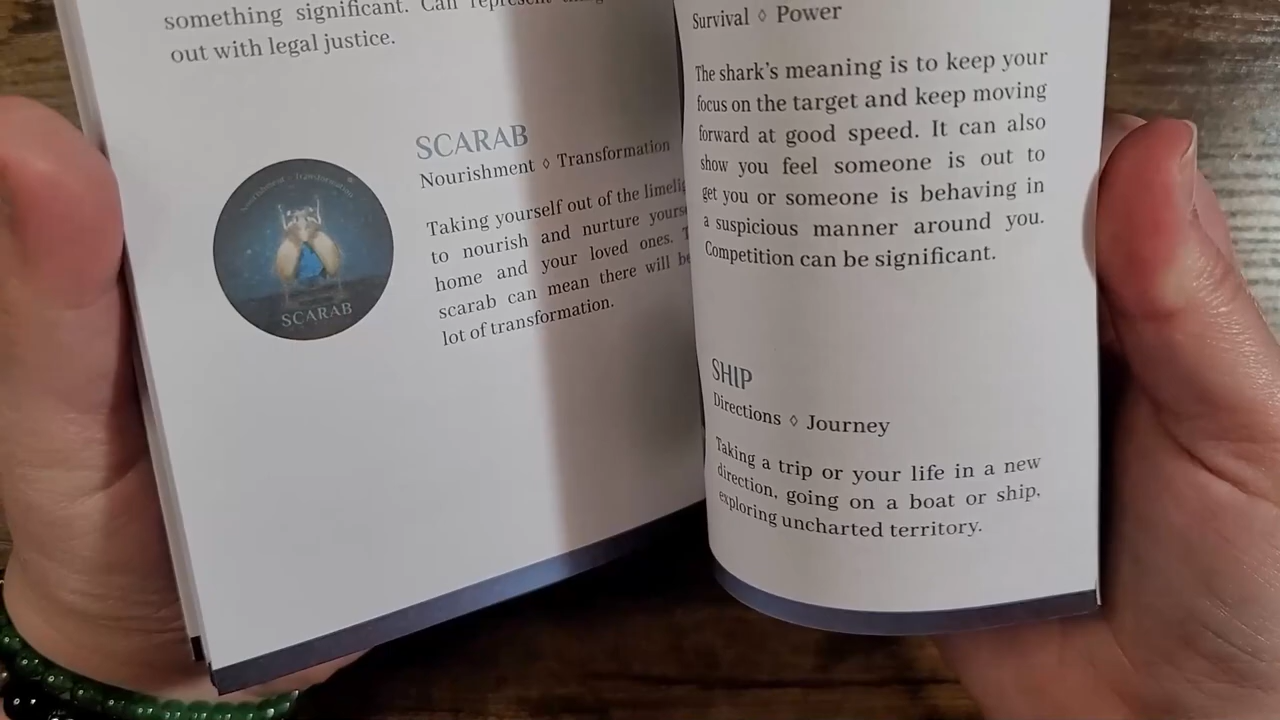 something significant. Can represent
out with legal justice.
SCARAB
Nourishment ◊ Transformation
Taking yourself out of the
to nourish and nurture
home and your loved ones.
scarab can mean there will be
lot of transformation.
Nourishment - Transformation
SCARAB
Survival ◊ Power
The shark's meaning is to keep your
focus on the target and keep moving
forward at good speed. It can also
show you feel someone is out to
get you or someone is behaving in
a suspicious manner around you.
Competition can be significant.
SHIP
Directions ◊ Journey
Taking a trip or your life in a new
direction, going on a boat or ship,
exploring uncharted territory.